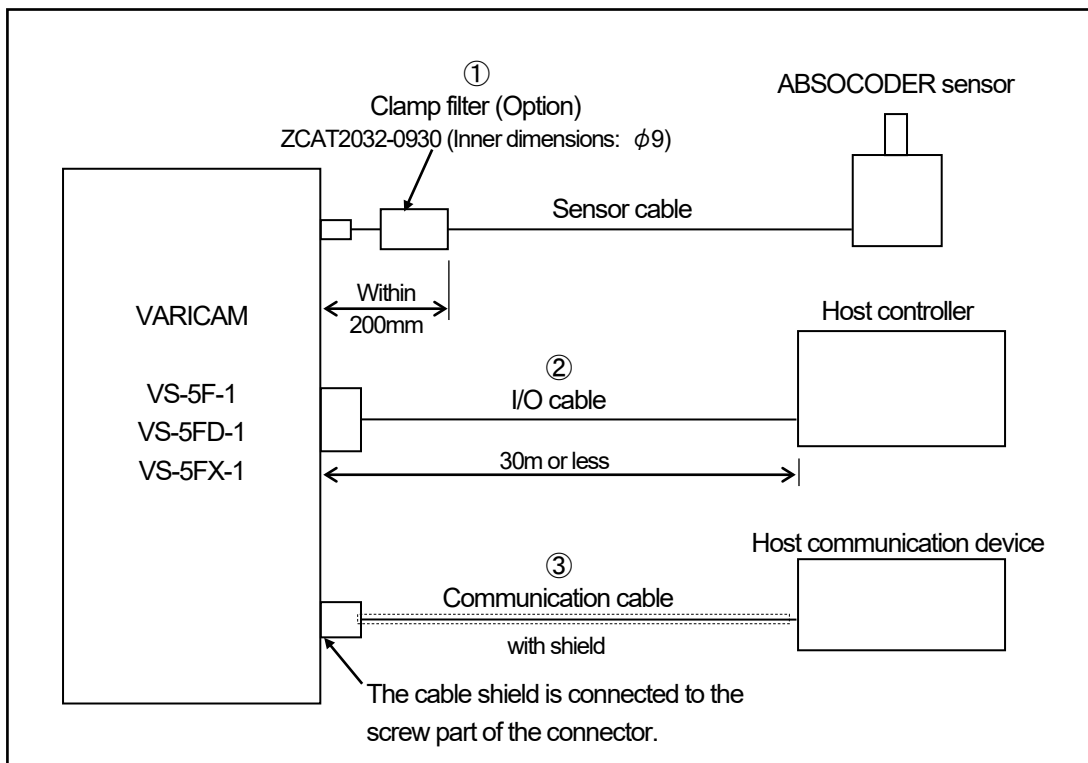 ①
Clamp filter (Option)
ZCAT2032-0930 (Inner dimensions: φ9)
ABSOCODER sensor
Sensor cable
Within
200mm
VARICAM
VS-5F-1
VS-5FD-1
VS-5FX-1
Host controller
②
I/O cable
30m or less
Host communication device
③
Communication cable
with shield
The cable shield is connected to the
screw part of the connector.